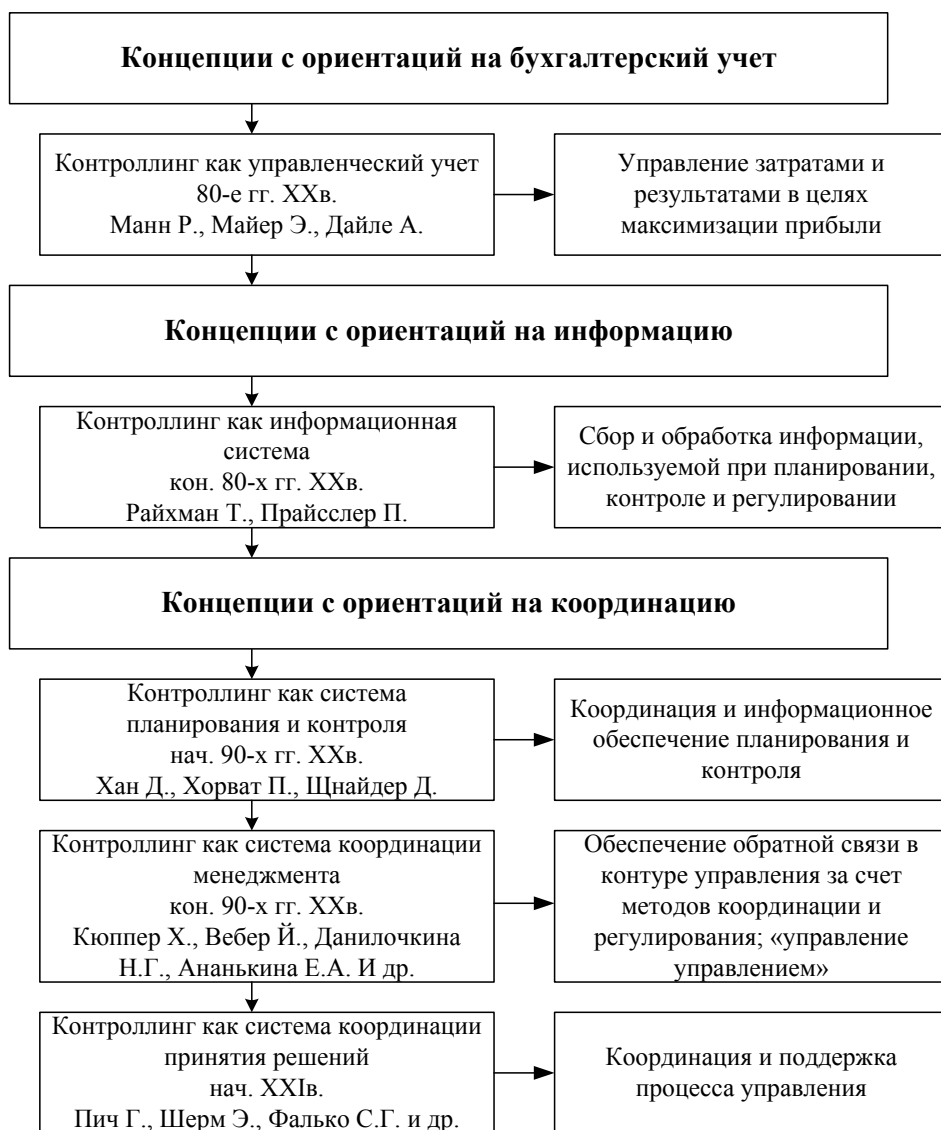 Концепции с ориентаций на бухгалтерский учет
Контроллинг как управленческий учет
80-е гг. XXв.
Манн Р., Майер Э., Дайле А.
Управление затратами и
результатами в целях
максимизации прибыли
Концепции с ориентаций на информацию
Контроллинг как информационная
система
кон. 80-х гг. XXв.
Райхман Т., Прайсслер П.
Сбор и обработка информации,
используемой при планировании,
контроле и регулировании
Концепции с ориентаций на координацию
Контроллинг как система
планирования и контроля
нач. 90-х гг. XXв.
Хан Д., Хорват П., Щнайдер Д.
Координация и информационное
обеспечение планирования и
контроля
Контроллинг как система координации
менеджмента
кон. 90-х гг. XXв.
Кюппер Х., Вебер Й., Данилочкина
Н.Г., Ананькина Е.А. И др.
Обеспечение обратной связи в
контуре управления за счет
методов координации и
регулирования; «управление
управлением»
Контроллинг как система координации
принятия решений
нач. XXIв.
Пич Г., Шерм Э., Фалько С.Г. и др.
Координация и поддержка
процесса управления